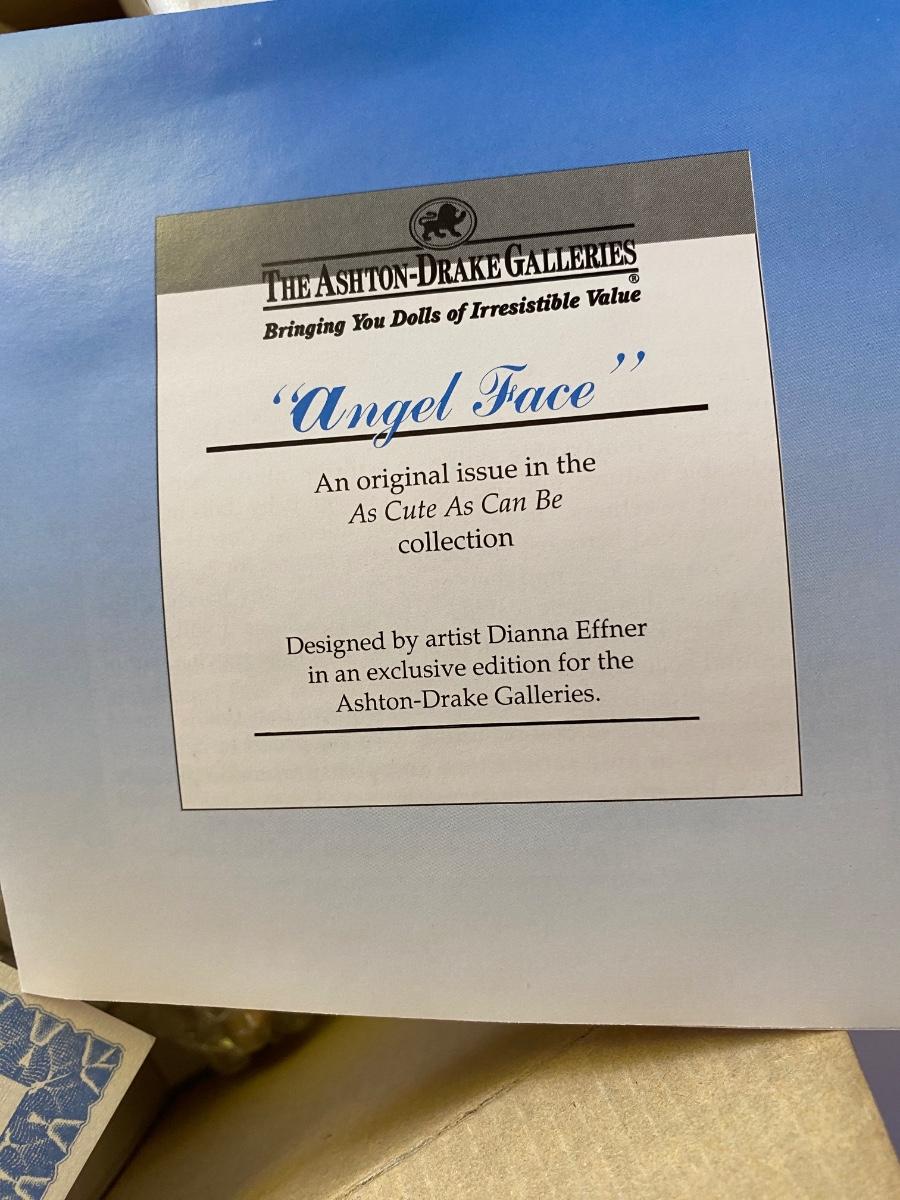 THE ASHTON-DRAKE GALLERIES
®
Bringing You Dolls of Irresistible Value
“Angel Face”
An original issue in the
As Cute As Can Be
collection
Designed by artist Dianna Effner
in an exclusive edition for the
Ashton-Drake Galleries.